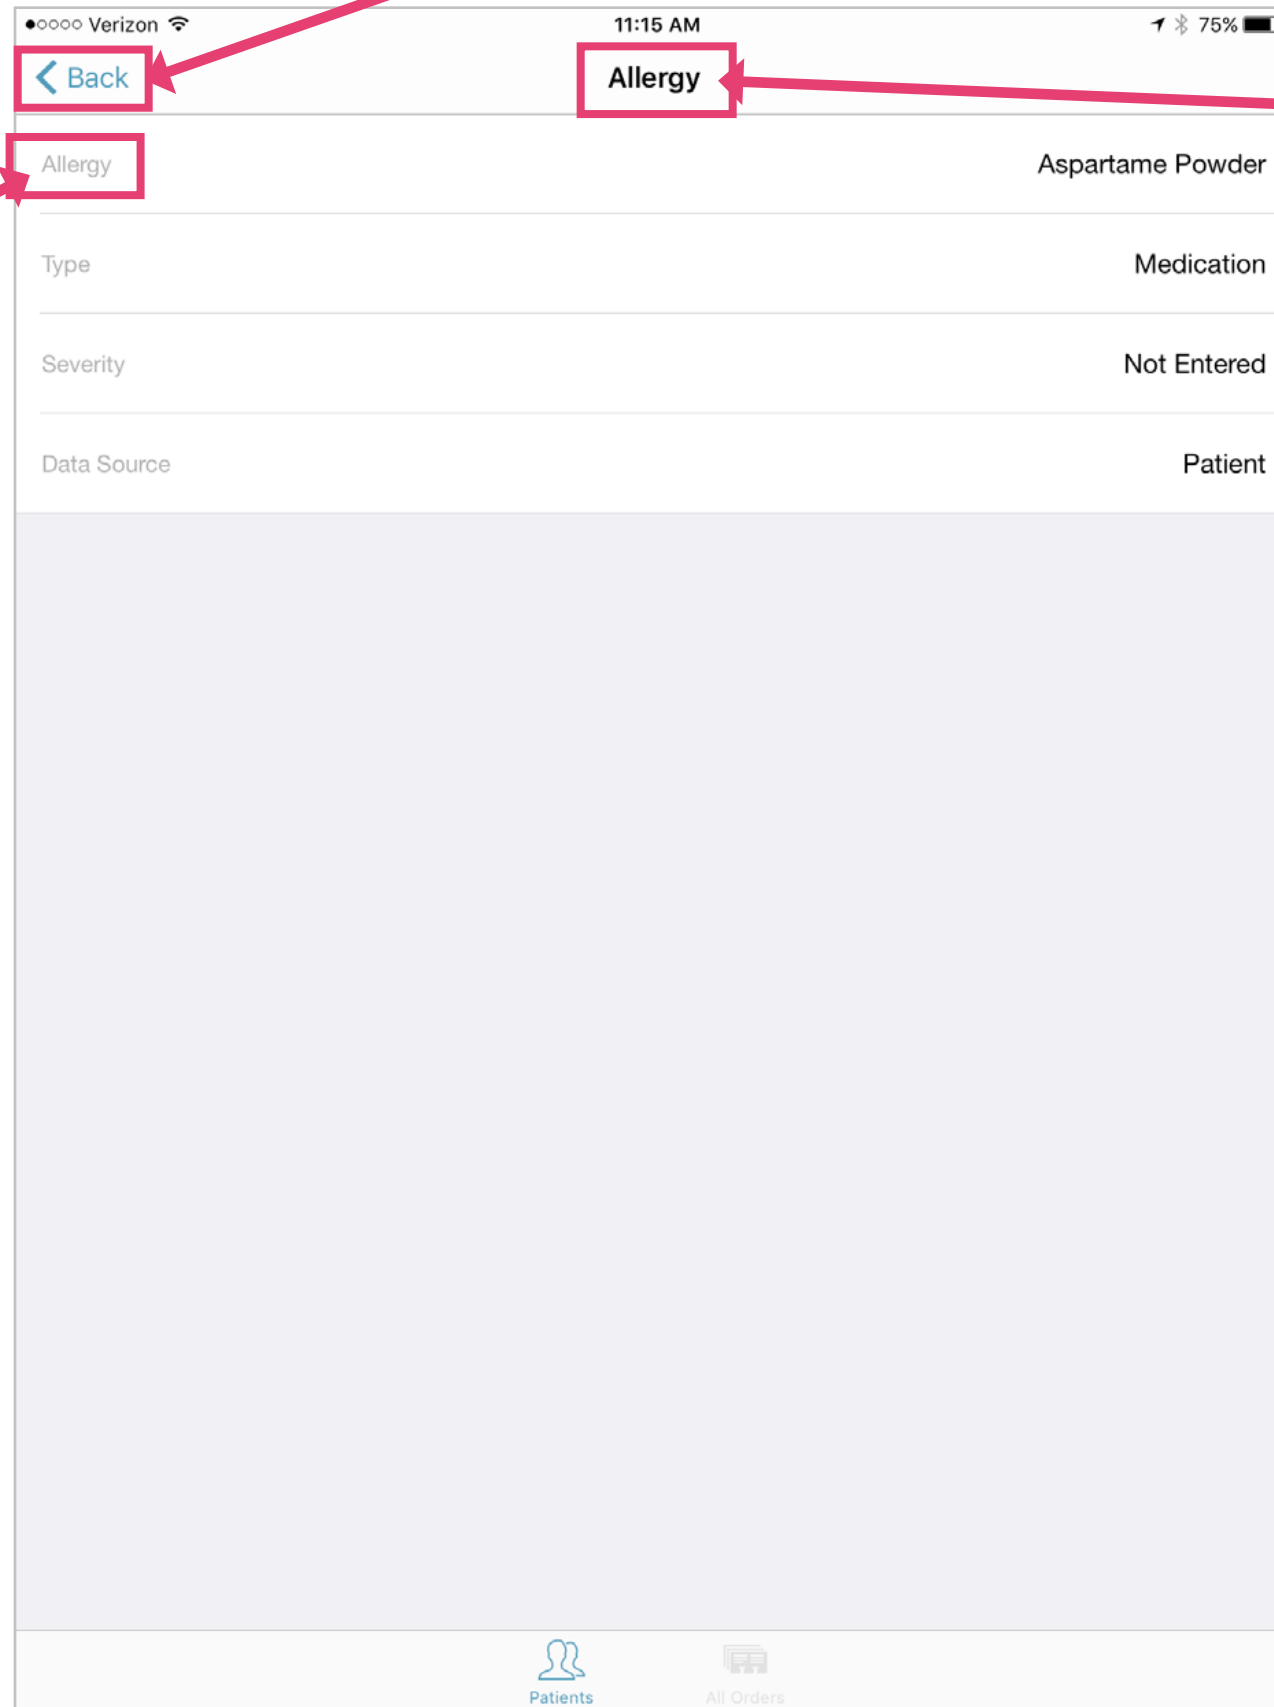 Verizon 11:15 AM 75%
Back Allergy
Allergy Aspartame Powder
Type Medication
Severity Not Entered
Data Source Patient
Patients All Orders